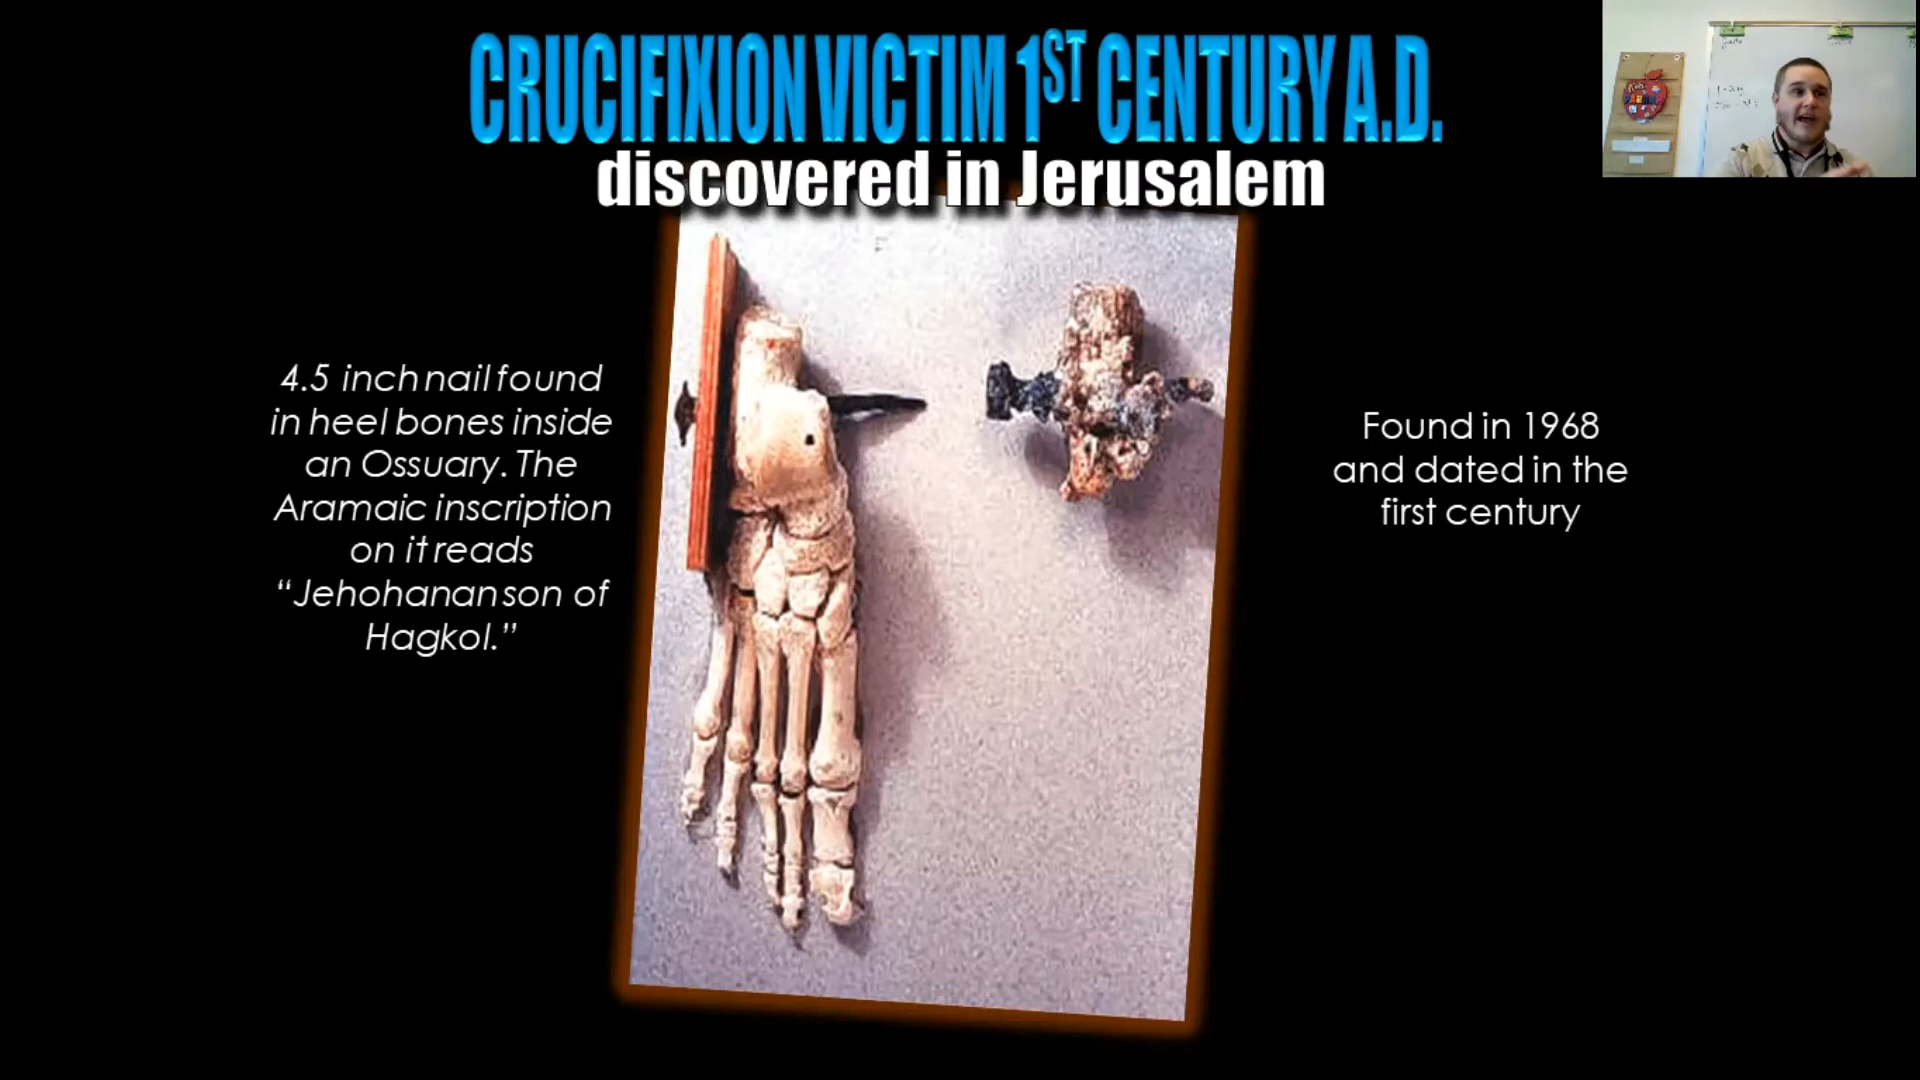 CRUCIFIXION VICTIM 1ST CENTURY A.D.
discovered in Jerusalem
4.5 inch nail found
in heel bones inside
an Ossuary. The
Aramaic inscription
on it reads
“Jehohanan son of
Hagkol.”
Found in 1968
and dated in the
first century